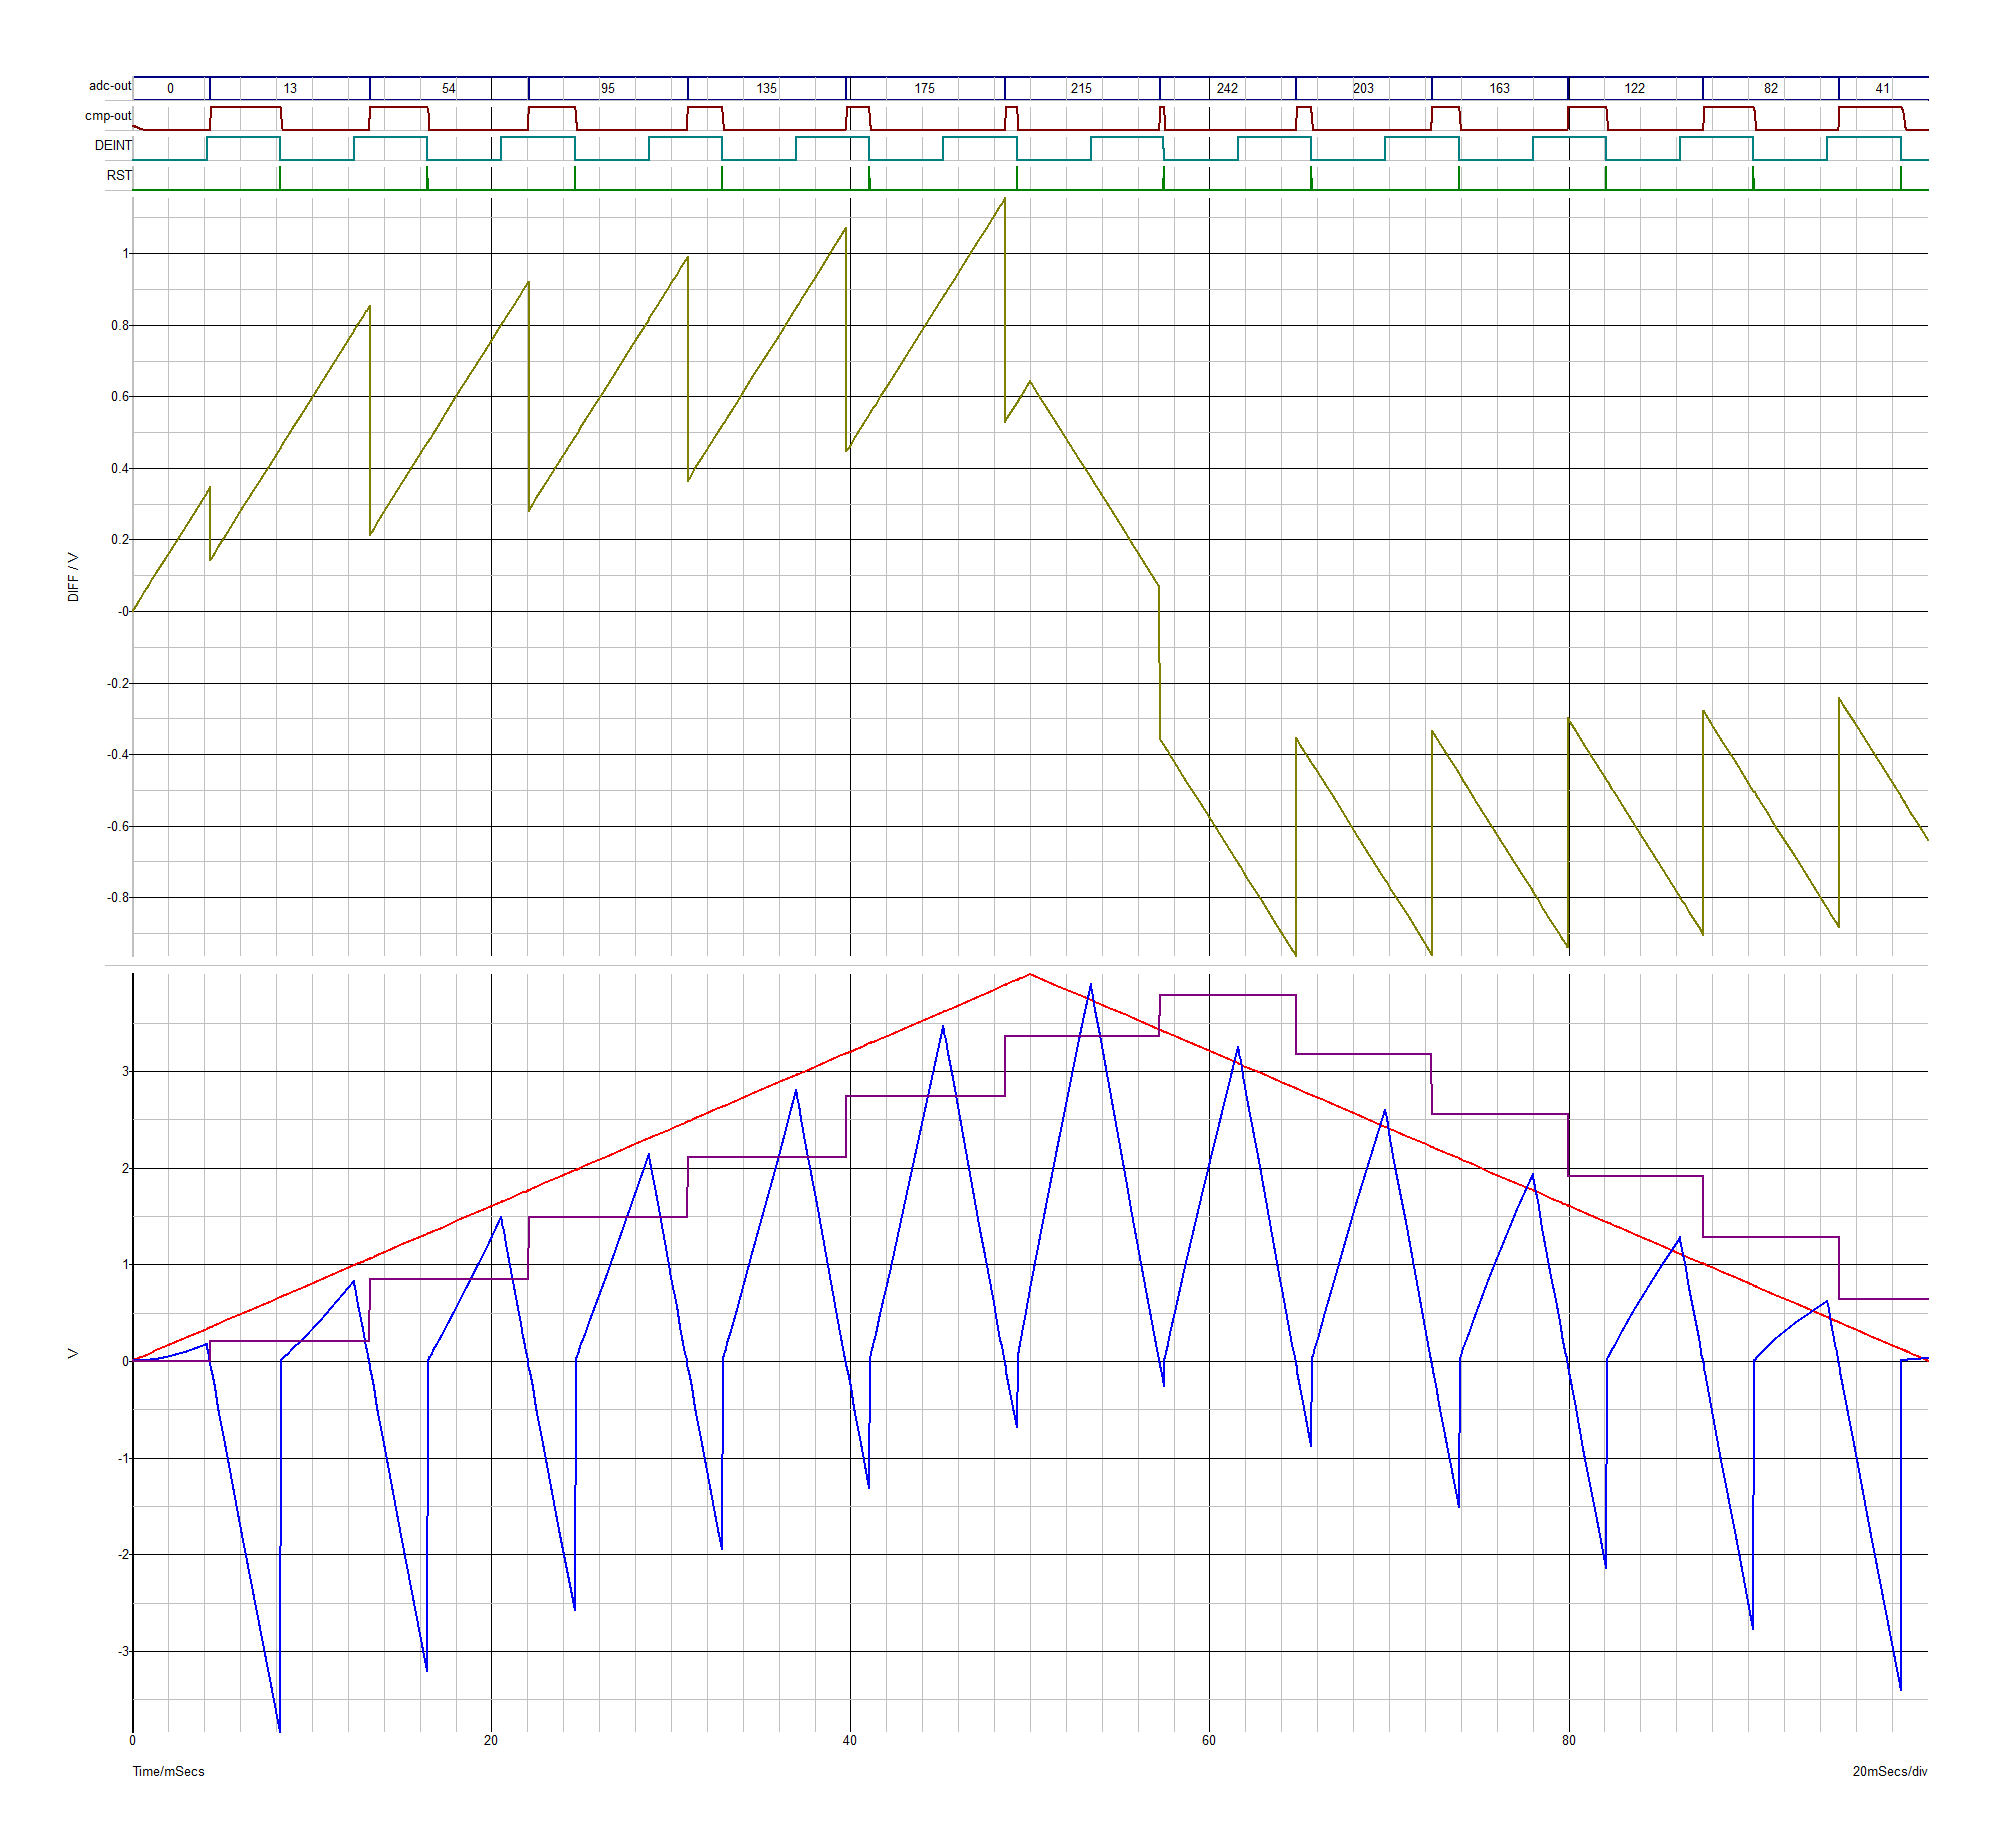 adc-out 0 13 54 95 135 175 215 242 203 163 122 82 41
cmp-out
DEINT
RST
1
0.8
0.6
0.4
0.2
-0
-0.2
-0.4
-0.6
-0.8
DIFF / V
3
2
1
0
-1
-2
-3
V
0 20 40 60 80
Time/mSecs 20mSecs/div